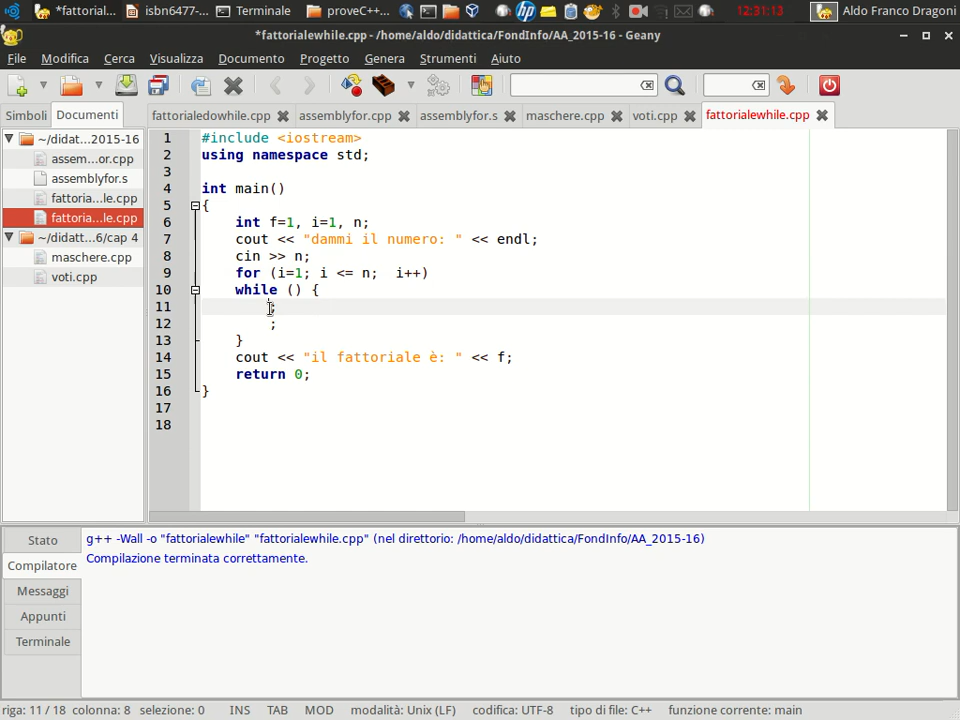 *fattorial...
isbn6477-...
Terminale
proveC++...
12:31:13
Aldo Franco Dragoni
*fattorialewhile.cpp - /home/aldo/didattica/FondInfo/AA_2015-16 - Geany
File Modifica Cerca Visualizza Documento Progetto Genera Strumenti Aiuto
Simboli Documenti
fattorialedowhile.cpp assemblyfor.cpp assemblyfor.s maschere.cpp voti.cpp fattorialewhile.cpp
~/didat...2015-16
assem...or.cpp
assemblyfor.s
fattoria...le.cpp
fattoria...le.cpp
~/didatt...6/cap 4
maschere.cpp
voti.cpp
1 #include <iostream>
2 using namespace std;
3
4 int main()
5 {
6 int f=1, i=1, n;
7 cout << "dammi il numero: " << endl;
8 cin >> n;
9 for (i=1; i <= n;  i++)
10 while () {
11 ;
12 ;
13 }
14 cout << "il fattoriale è: " << f;
15 return 0;
16 }
17
18
Stato
Compilatore
Messaggi
Appunti
Terminale
g++ -Wall -o "fattorialewhile" "fattorialewhile.cpp" (nel direttorio: /home/aldo/didattica/FondInfo/AA_2015-16)
Compilazione terminata correttamente.
riga: 11 / 18 colonna: 8 selezione: 0 INS TAB MOD modalità: Unix (LF) codifica: UTF-8 tipo di file: C++ funzione corrente: main